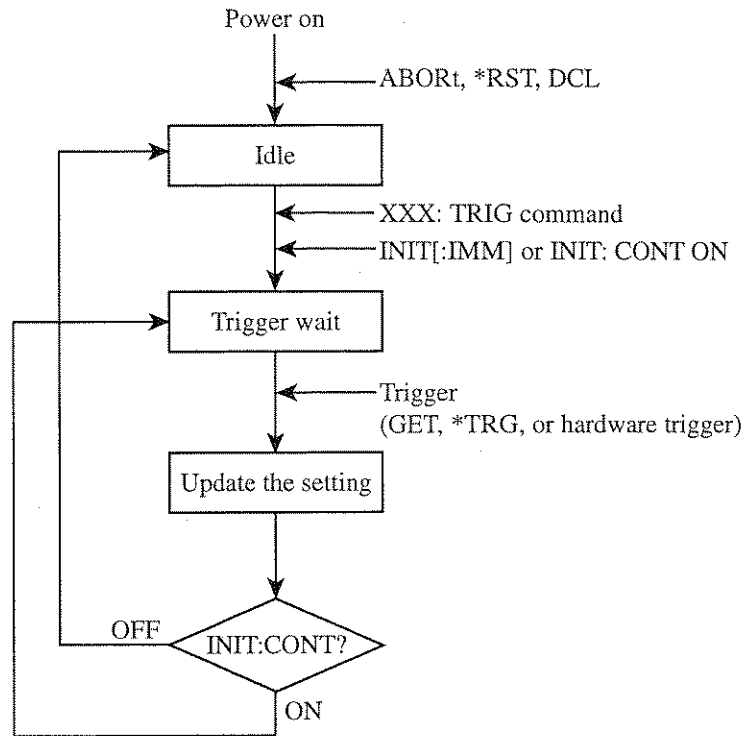 Power on
ABORt, *RST, DCL
Idle
XXX: TRIG command
INIT[:IMM] or INIT: CONT ON
Trigger wait
Trigger
(GET, *TRG, or hardware trigger)
Update the setting
OFF
INIT:CONT?
ON